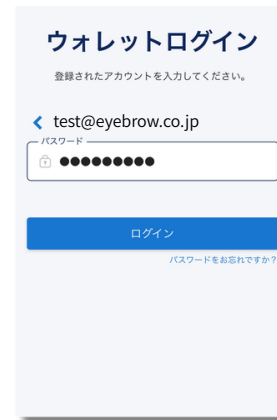 ウォレットログイン
登録されたアカウントを入力してください。
test@eyebrow.co.jp
パスワード
●●●●●●●●●
ログイン
パスワードをお忘れですか？